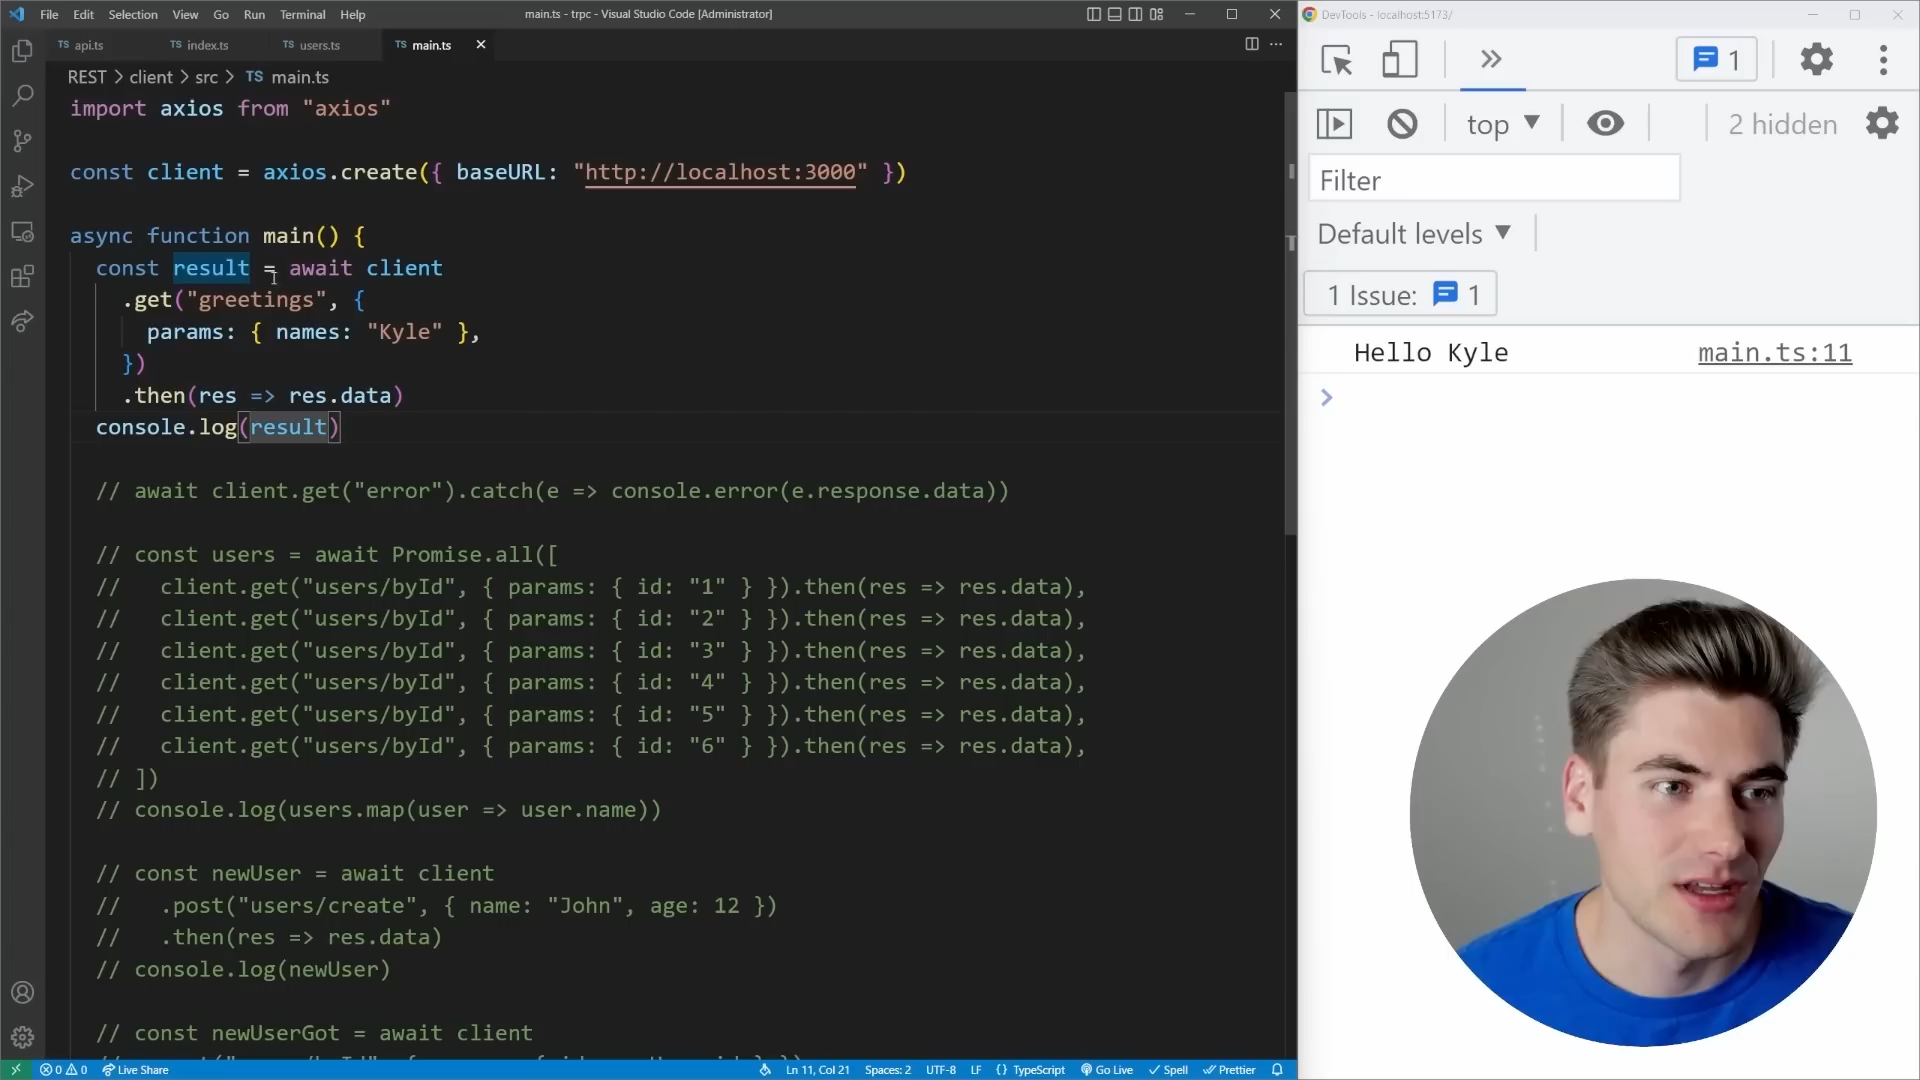 File Edit Selection View Go Run Terminal Help
main.ts - trpc - Visual Studio Code [Administrator]
TS api.ts TS index.ts TS users.ts TS main.ts
REST > client > src > TS main.ts
import axios from "axios"
const client = axios.create({ baseURL: "http://localhost:3000" })
async function main() {
const result = await client
.get("greetings", {
params: { names: "Kyle" },
})
.then(res => res.data)
console.log(result)
// await client.get("error").catch(e => console.error(e.response.data))
// const users = await Promise.all([
// client.get("users/byId", { params: { id: "1" } }).then(res => res.data),
// client.get("users/byId", { params: { id: "2" } }).then(res => res.data),
// client.get("users/byId", { params: { id: "3" } }).then(res => res.data),
// client.get("users/byId", { params: { id: "4" } }).then(res => res.data),
// client.get("users/byId", { params: { id: "5" } }).then(res => res.data),
// client.get("users/byId", { params: { id: "6" } }).then(res => res.data),
// ])
// console.log(users.map(user => user.name))
// const newUser = await client
// .post("users/create", { name: "John", age: 12 })
// .then(res => res.data)
// console.log(newUser)
// const newUserGot = await client
0 0 Live Share
Ln 11, Col 21 Spaces: 2 UTF-8 LF {} TypeScript Go Live Spell Prettier
DevTools - localhost:5173/
1
top
2 hidden
Filter
Default levels
1 Issue: 1
Hello Kyle main.ts:11